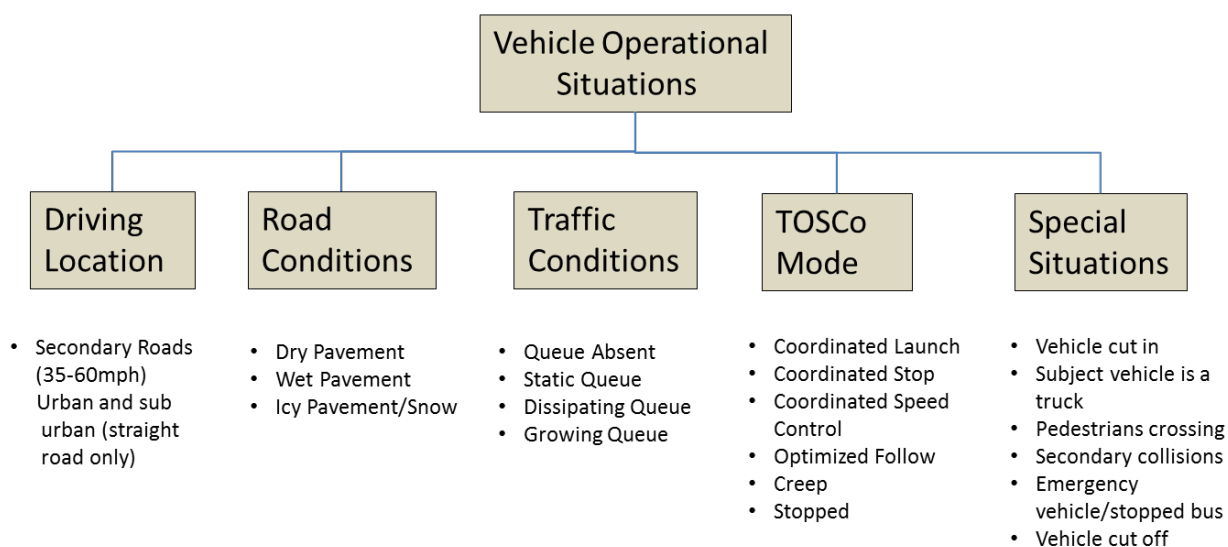 Vehicle Operational
Situations
Driving
Location
Road
Conditions
Traffic
Conditions
TOSCo
Mode
Special
Situations
• Secondary Roads
(35-60mph)
Urban and sub
urban (straight
road only)
• Dry Pavement
• Wet Pavement
• Icy Pavement/Snow
• Queue Absent
• Static Queue
• Dissipating Queue
• Growing Queue
• Coordinated Launch
• Coordinated Stop
• Coordinated Speed
Control
• Optimized Follow
• Creep
• Stopped
• Vehicle cut in
• Subject vehicle is a
truck
• Pedestrians crossing
• Secondary collisions
• Emergency
vehicle/stopped bus
• Vehicle cut off